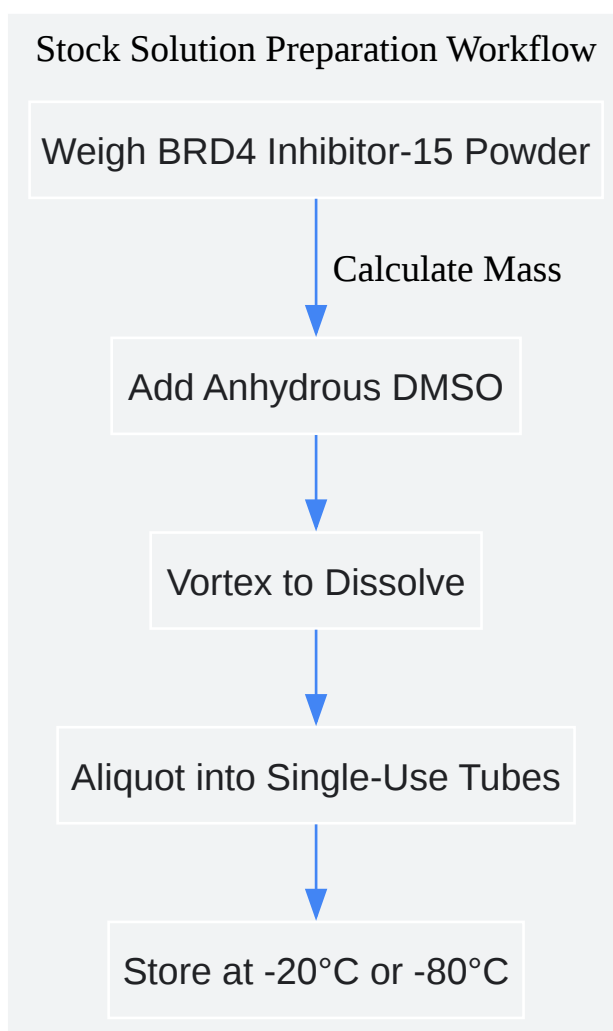 Stock Solution Preparation Workflow
Weigh BRD4 Inhibitor-15 Powder
Calculate Mass
Add Anhydrous DMSO
Vortex to Dissolve
Aliquot into Single-Use Tubes
Store at -20°C or -80°C